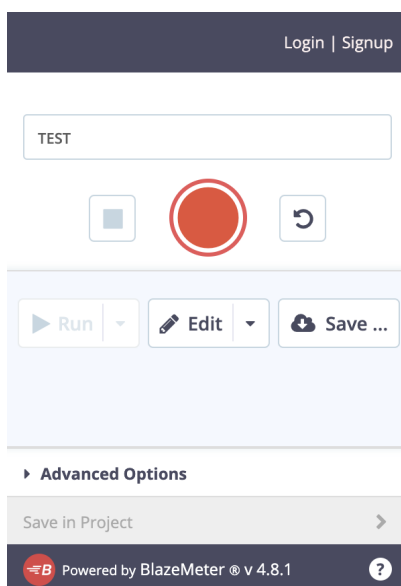 Login | Signup
TEST
Run Edit Save ...
Advanced Options
Save in Project
B Powered by BlazeMeter ® v 4.8.1 ?